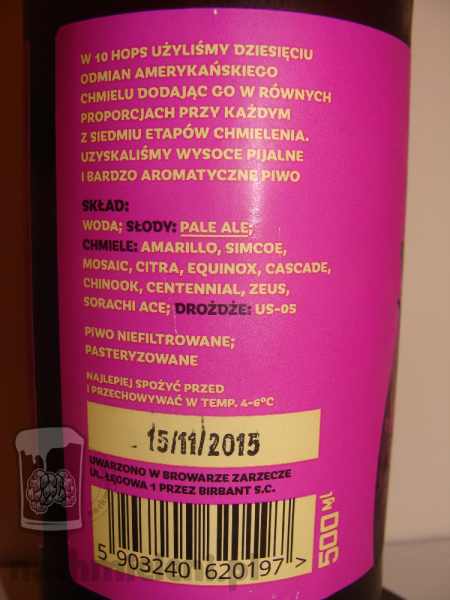 W 10 HOPS UŻYLIŚMY DZIESIĘCIU
ODMIAN AMERYKAŃSKIEGO
CHMIELU DODAJĄC GO W RÓWNYCH
PROPORCJACH PRZY KAŻDYM
Z SIEDMIU ETAPÓW CHMIELENIA.
UZYSKALIŚMY WYSOCE PIJALNE
I BARDZO AROMATYCZNE PIWO
SKŁAD:
WODA; SŁODY: PALE ALE;
CHMIELE: AMARILLO, SIMCOE,
MOSAIC, CITRA, EQUINOX, CASCADE,
CHINOOK, CENTENNIAL, ZEUS,
SORACHI ACE; DROŻDŻE: US-05
PIWO NIEFILTROWANE;
PASTERYZOWANE
NAJLEPIEJ SPOŻYĆ PRZED
I PRZECHOWYWAĆ W TEMP. 4-6°C
15/11/2015
UWARZONO W BROWARZE ZARZECZE
UL. ŁĘGOWA 1 PRZEZ BIRBANT S.C.
5 903240 620197 >
500 Ml